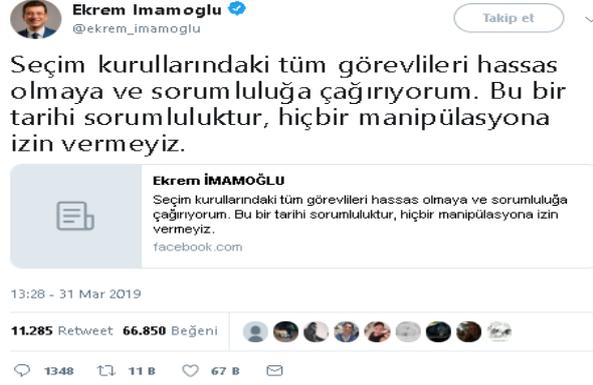 Ekrem Imamoglu
@ekrem_imamoglu
Takip et
Seçim kurullarındaki tüm görevlileri hassas
olmaya ve sorumluluğa çağırıyorum. Bu bir
tarihi sorumluluktur, hiçbir manipülasyona
izin vermeyiz.
Ekrem İMAMOĞLU
Seçim kurullarındaki tüm görevlileri hassas olmaya ve sorumluluğa
çağırıyorum. Bu bir tarihi sorumluluktur, hiçbir manipülasyona izin
vermeyiz.
facebook.com
13:28 - 31 Mar 2019
11.285 Retweet 66.850 Beğeni
1348 11 B 67 B